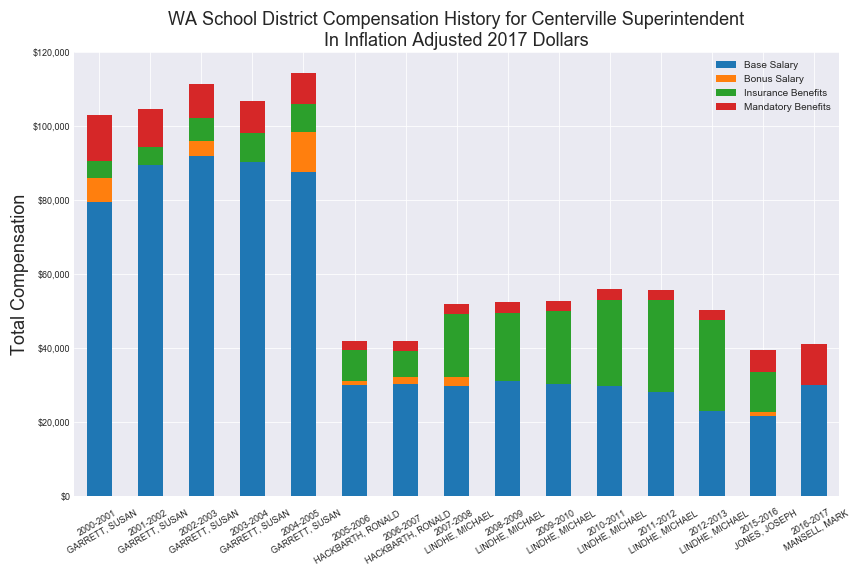 WA School District Compensation History for Centerville Superintendent
In Inflation Adjusted 2017 Dollars
Total Compensation
$120,000
$100,000
$80,000
$60,000
$40,000
$20,000
$0
Base Salary
Bonus Salary
Insurance Benefits
Mandatory Benefits
2000-2001
GARRETT, SUSAN
2001-2002
GARRETT, SUSAN
2002-2003
GARRETT, SUSAN
2003-2004
GARRETT, SUSAN
2004-2005
GARRETT, SUSAN
2005-2006
HACKBARTH, RONALD
2006-2007
HACKBARTH, RONALD
2007-2008
LINDHE, MICHAEL
2008-2009
LINDHE, MICHAEL
2009-2010
LINDHE, MICHAEL
2010-2011
LINDHE, MICHAEL
2011-2012
LINDHE, MICHAEL
2012-2013
LINDHE, MICHAEL
2015-2016
JONES, JOSEPH
2016-2017
MANSELL, MARK